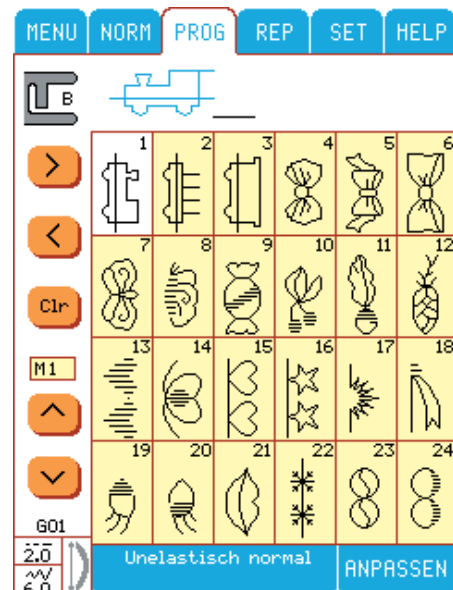 MENU NORM PROG REP SET HELP
B
1 2 3 4 5 6
>
<
7 8 9 10 11 12
Clr
13 14 15 16 17 18
M1
19 20 21 22 23 24
G01
2.0
Unelastisch normal
ANPASSEN
6.0